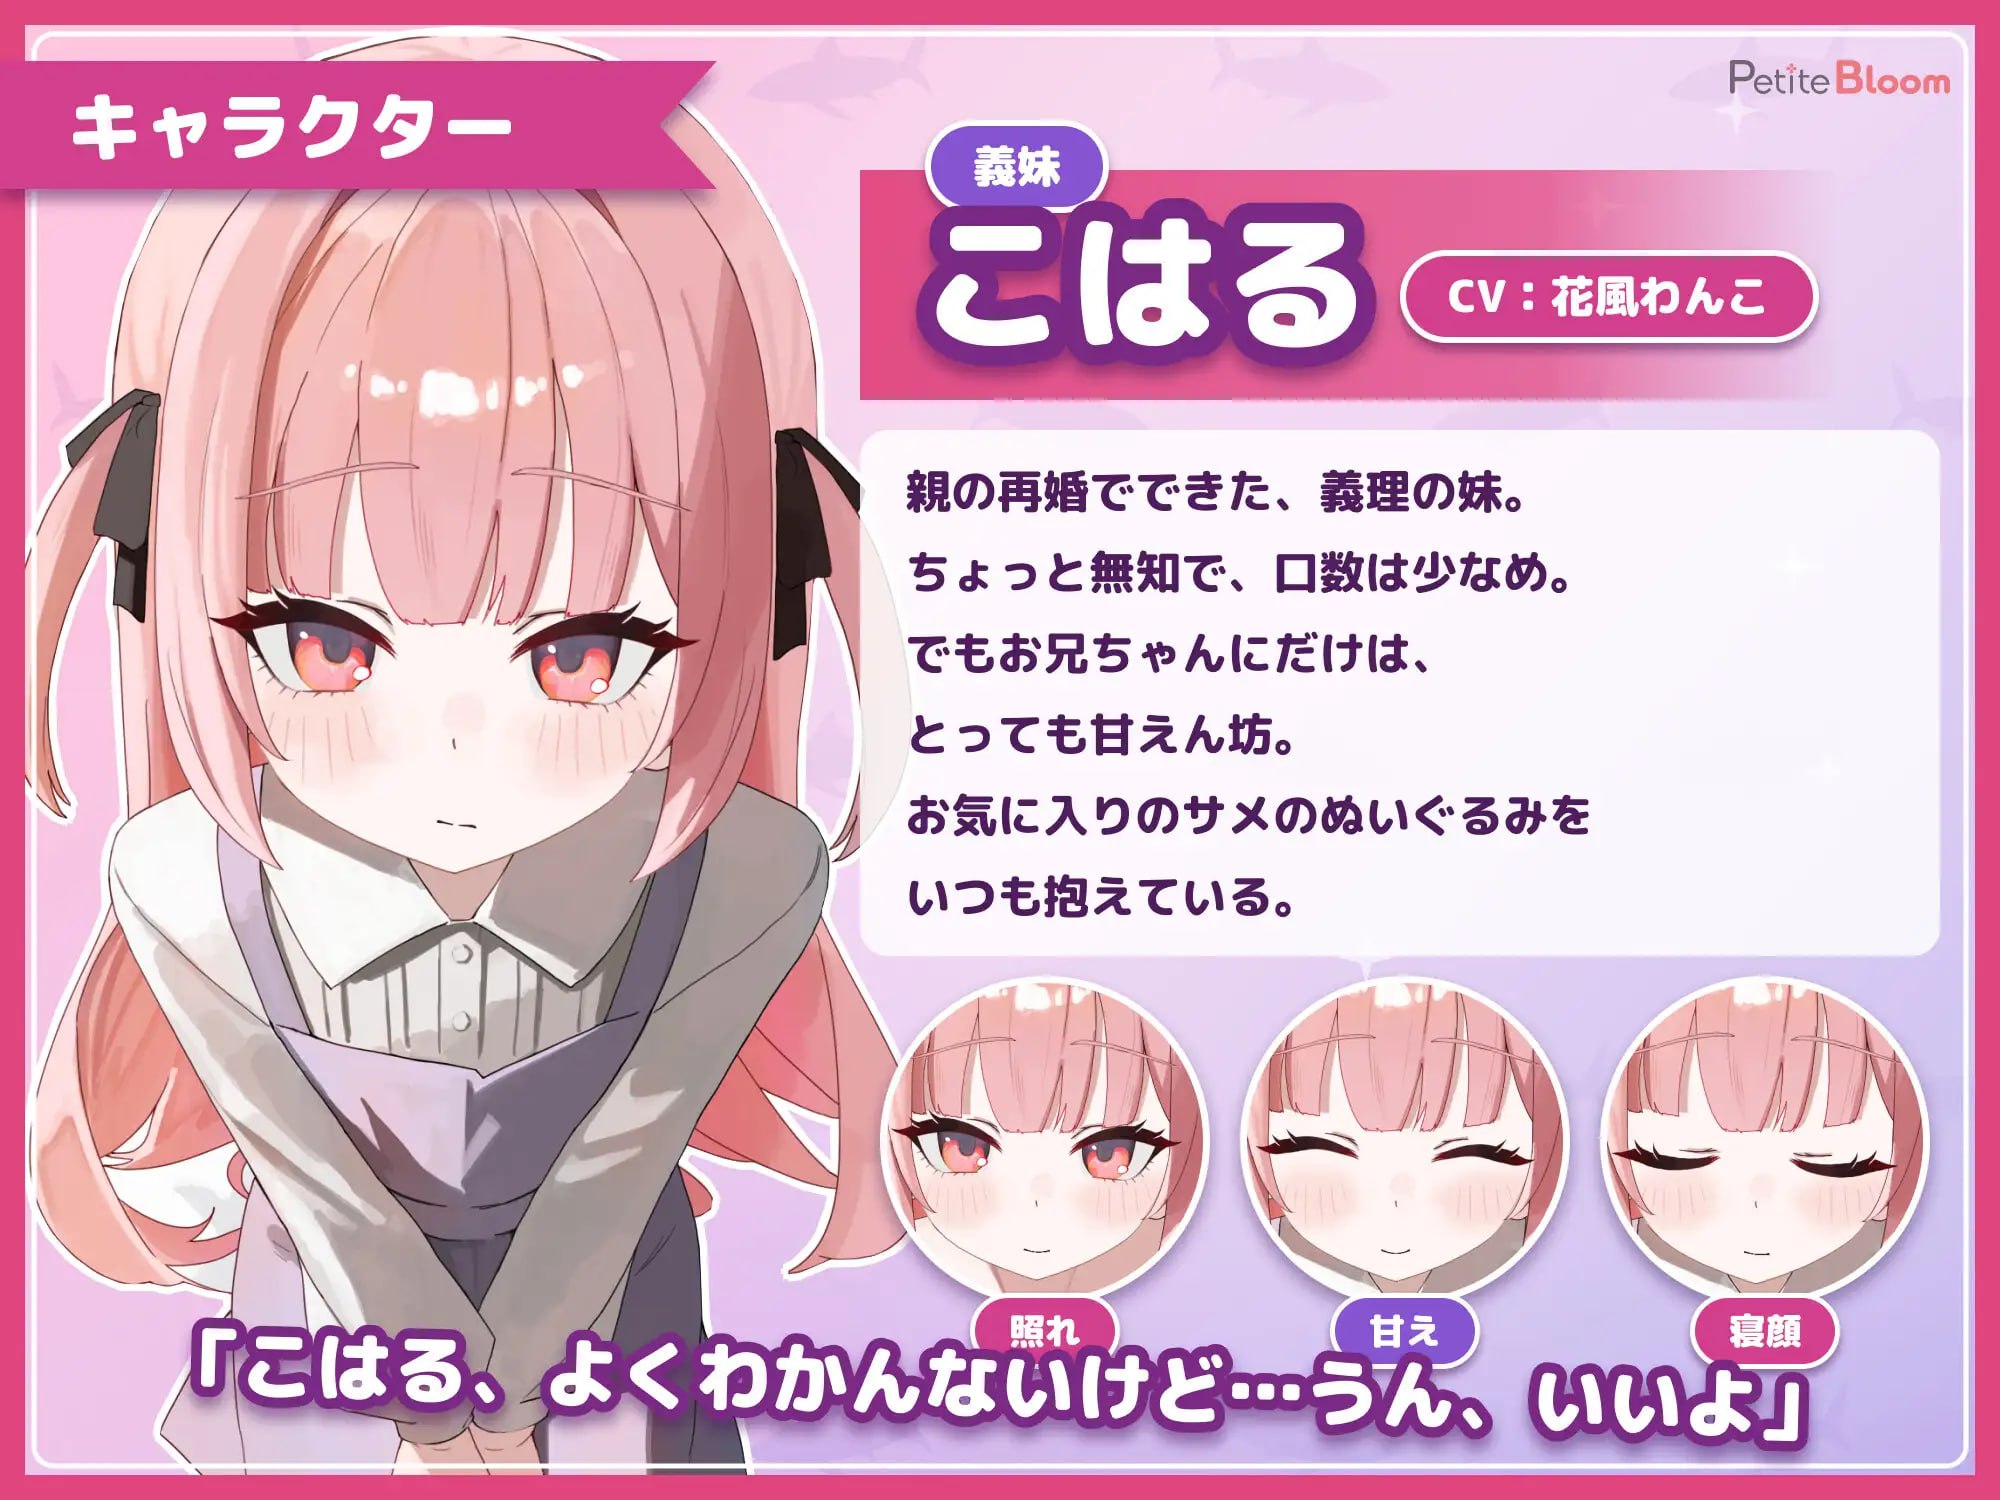 キャラクター
PetiteBloom
義妹
こはる
CV：花風わんこ
親の再婚でできた、義理の妹。
ちょっと無知で、口数は少なめ。
でもお兄ちゃんにだけは、
とっても甘えん坊。
お気に入りのサメのぬいぐるみを
いつも抱えている。
照れ
甘え
寝顔
「こはる、よくわかんないけど…うん、いいよ」